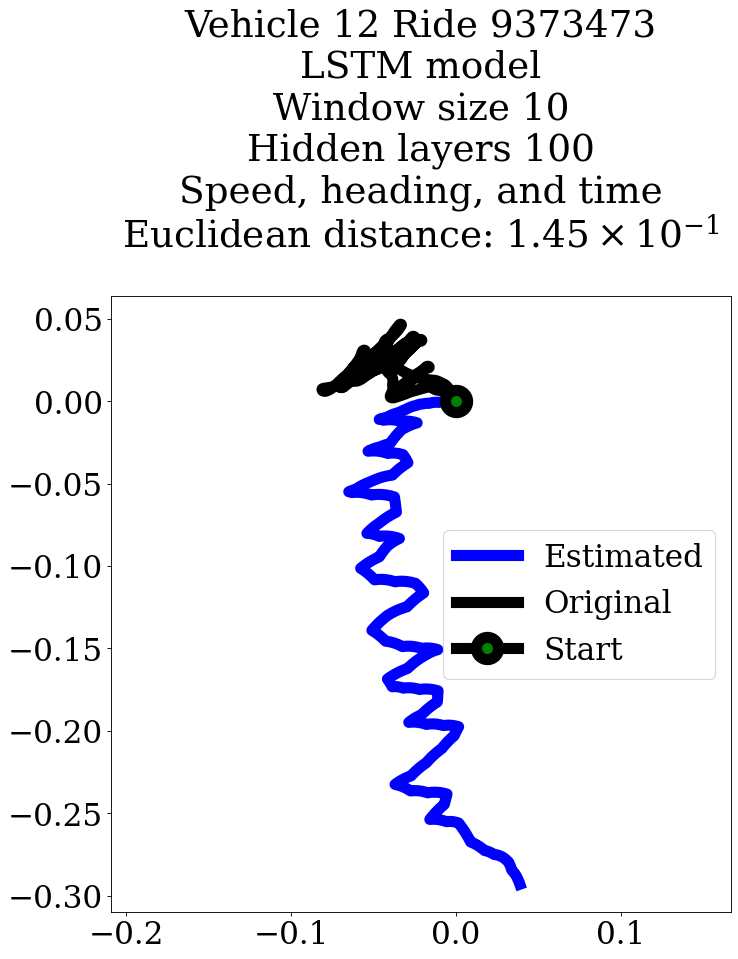 Vehicle 12 Ride 9373473
LSTM model
Window size 10
Hidden layers 100
Speed, heading, and time
Euclidean distance: 1.45 × 10⁻¹
0.05
0.00
−0.05
−0.10
−0.15
−0.20
−0.25
−0.30
Estimated
Original
Start
−0.2
−0.1
0.0
0.1